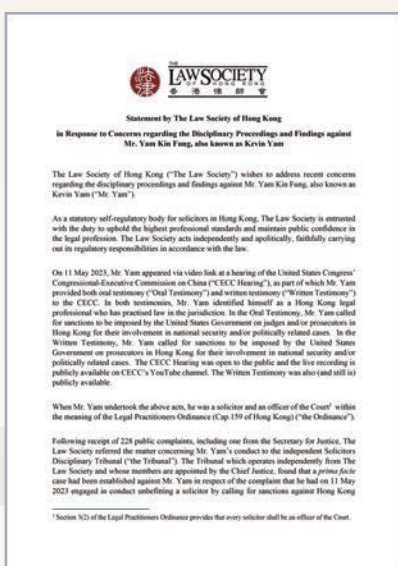 法律
THE
LAW SOCIETY
OF HONG KONG
香港律師會
Statement by The Law Society of Hong Kong
in Response to Concerns regarding the Disciplinary Proceedings and Findings against
Mr. Yam Kin Fung, also known as Kevin Yam
The Law Society of Hong Kong ("The Law Society") wishes to address recent concerns
regarding the disciplinary proceedings and findings against Mr. Yam Kin Fung, also known as
Kevin Yam ("Mr. Yam").
As a statutory self-regulatory body for solicitors in Hong Kong, The Law Society is entrusted
with the duty to uphold the highest professional standards and maintain public confidence in
the legal profession. The Law Society acts independently and apolitically, faithfully carrying
out its regulatory responsibilities in accordance with the law.
On 11 May 2023, Mr. Yam appeared via video link at a hearing of the United States Congress'
Congressional-Executive Commission on China ("CECC Hearing"), as part of which Mr. Yam
provided both oral testimony ("Oral Testimony") and written testimony ("Written Testimony")
to the CECC. In both testimonies, Mr. Yam identified himself as a Hong Kong legal
professional who has practised law in the jurisdiction. In the Oral Testimony, Mr. Yam called
for sanctions to be imposed by the United States Government on judges and/or prosecutors in
Hong Kong for their involvement in national security and/or politically related cases. In the
Written Testimony, Mr. Yam called for sanctions to be imposed by the United States
Government on prosecutors in Hong Kong for their involvement in national security and/or
politically related cases. The CECC Hearing was open to the public and the live recording is
publicly available on CECC's YouTube channel. The Written Testimony was also (and still is)
publicly available.
When Mr. Yam undertook the above acts, he was a solicitor and an officer of the Court¹ within
the meaning of the Legal Practitioners Ordinance (Cap.159 of Hong Kong) ("the Ordinance").
Following receipt of 228 public complaints, including one from the Secretary for Justice, The
Law Society referred the matter concerning Mr. Yam's conduct to the independent Solicitors
Disciplinary Tribunal ("the Tribunal"). The Tribunal which operates independently from The
Law Society and whose members are appointed by the Chief Justice, found that a prima facie
case had been established against Mr. Yam in respect of the complaint that he had on 11 May
2023 engaged in conduct unbefitting a solicitor by calling for sanctions against Hong Kong
¹ Section 3(2) of the Legal Practitioners Ordinance provides that every solicitor shall be an officer of the Court.